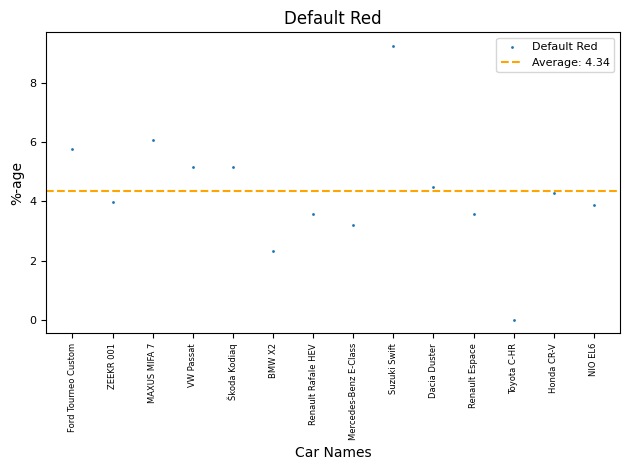 Default Red
Default Red
Average: 4.34
%-age
8
6
4
2
0
Ford Tourneo Custom
ZEEKR 001
MAXUS MIFA 7
VW Passat
Škoda Kodiaq
BMW X2
Renault Rafale HEV
Mercedes-Benz E-Class
Suzuki Swift
Dacia Duster
Renault Espace
Toyota C-HR
Honda CR-V
NIO EL6
Car Names